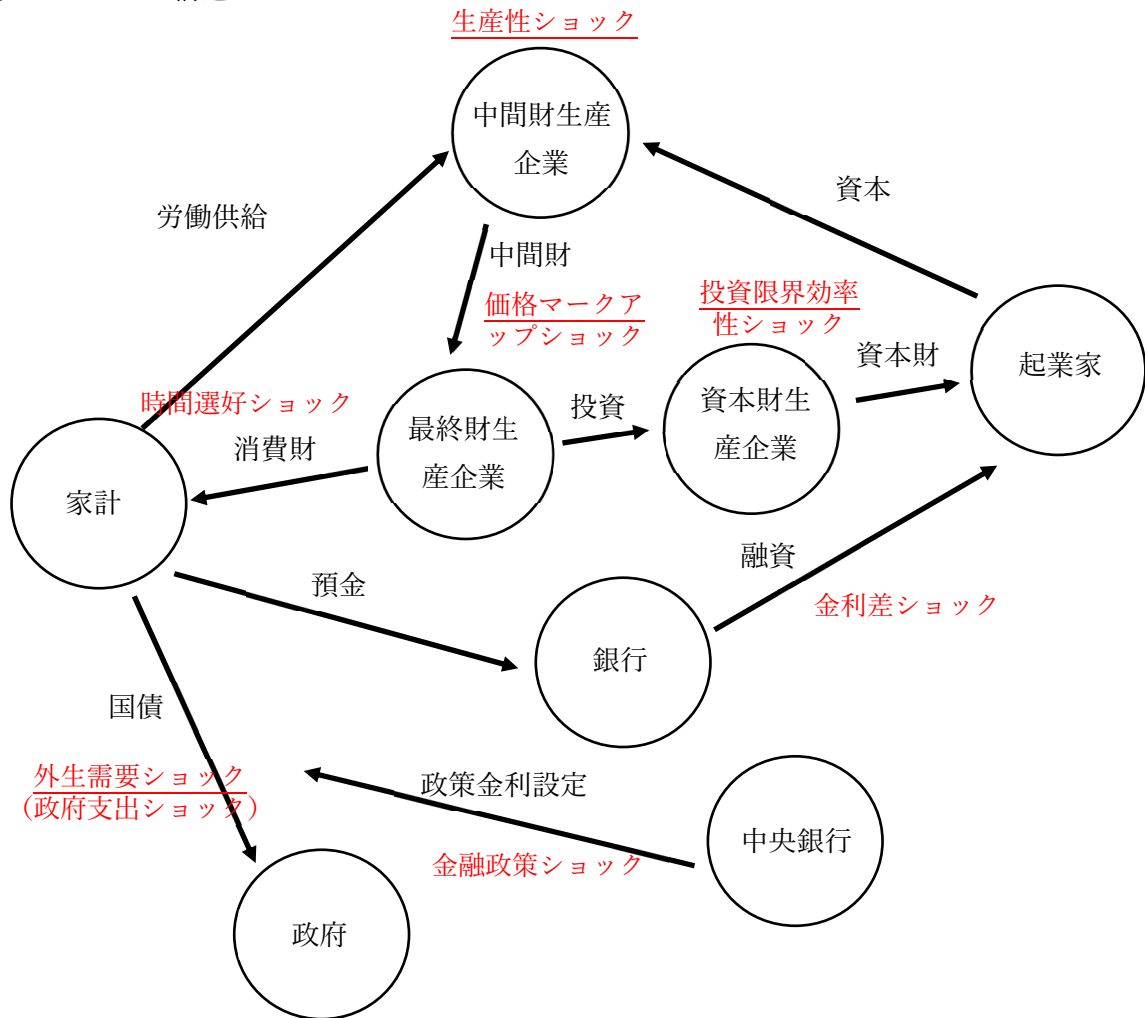 生産性ショック
中間財生産
企業
資本
労働供給
中間財
価格マークア
ップショック
投資限界効率
性ショック
資本財
起業家
時間選好ショック
投資
資本財生
産企業
最終財生
産企業
消費財
家計
融資
預金
金利差ショック
銀行
国債
外生需要ショック
(政府支出ショック)
政策金利設定
中央銀行
金融政策ショック
政府